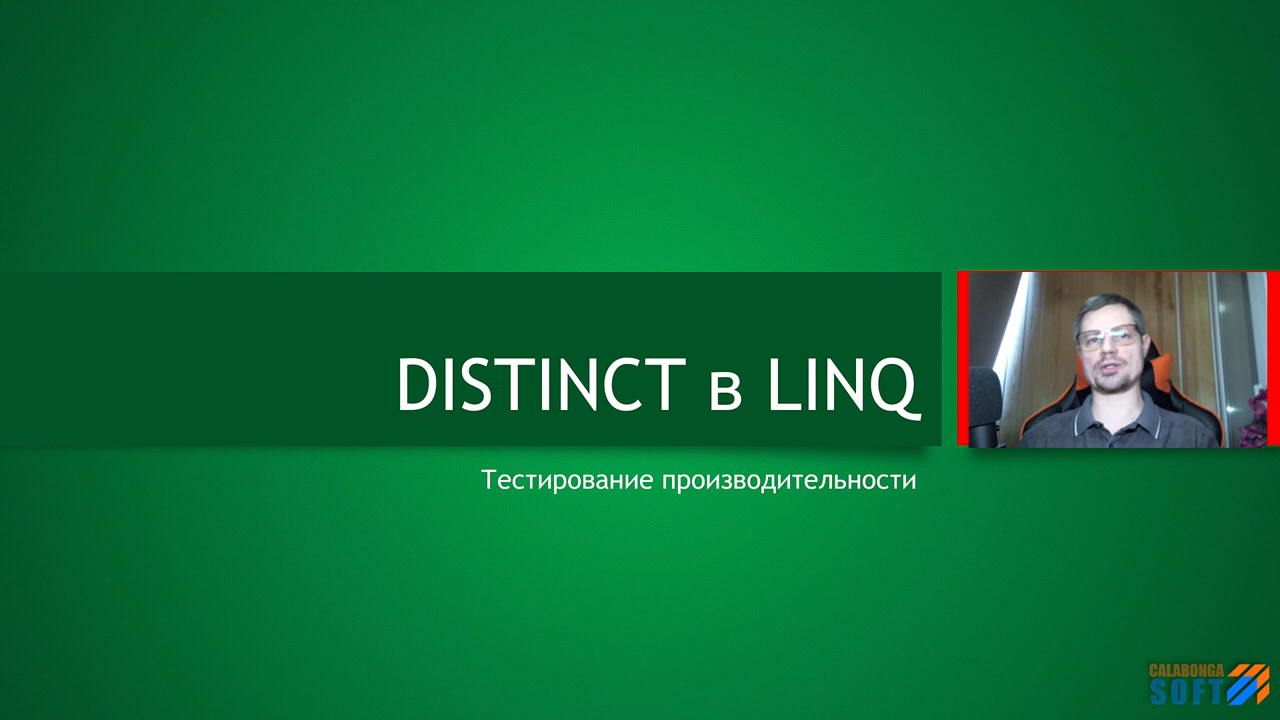 DISTINCT в LINQ
Тестирование производительности
CALABONGA
SOFT